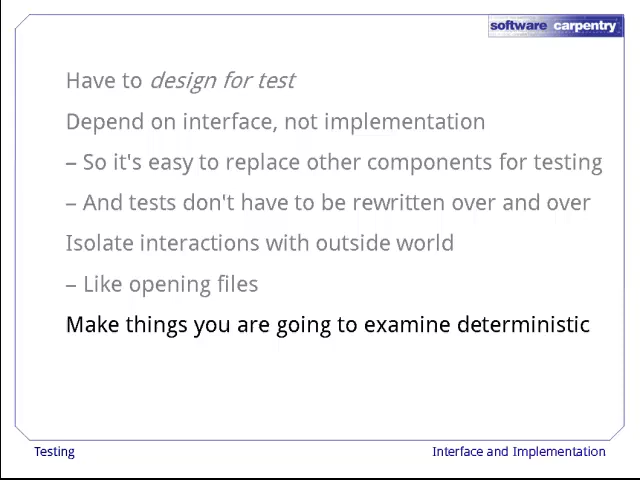 software carpentry
Have to design for test
Depend on interface, not implementation
– So it's easy to replace other components for testing
– And tests don't have to be rewritten over and over
Isolate interactions with outside world
– Like opening files
Make things you are going to examine deterministic
Testing
Interface and Implementation